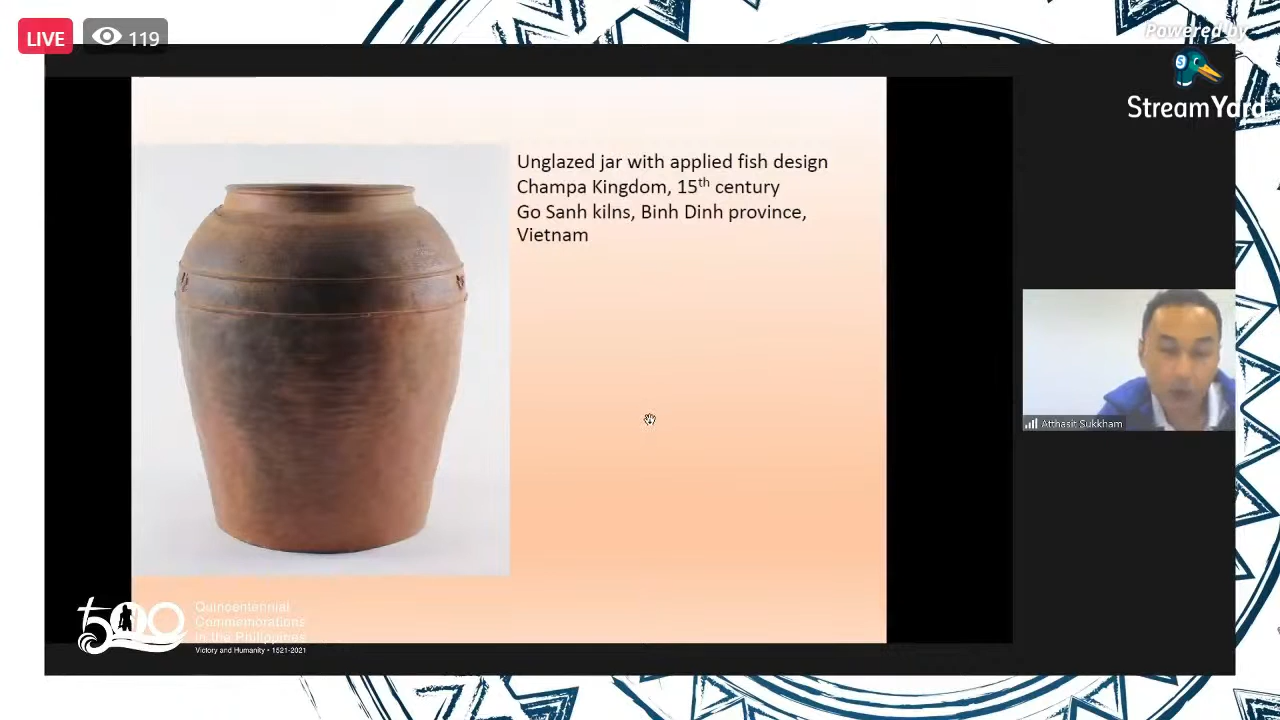 LIVE
119
Powered by
StreamYard
Unglazed jar with applied fish design
Champa Kingdom, 15th century
Go Sanh kilns, Binh Dinh province,
Vietnam
Atthasit Sukkham
500
Quincentennial
Commemorations
in the Philippines
Victory and Humanity • 1521-2021